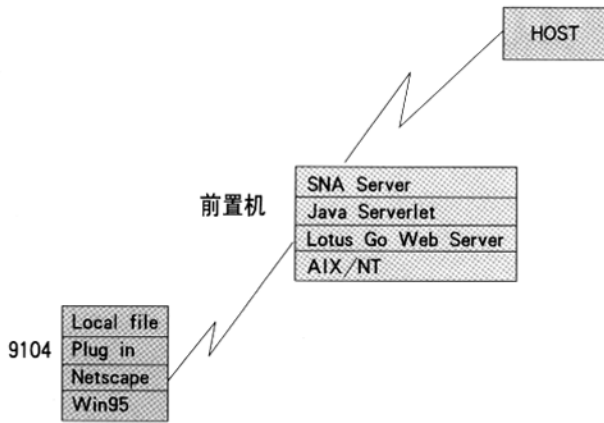 HOST
前置机
SNA Server
Java Serverlet
Lotus Go Web Server
AIX/NT
9104
Local file
Plug in
Netscape
Win95